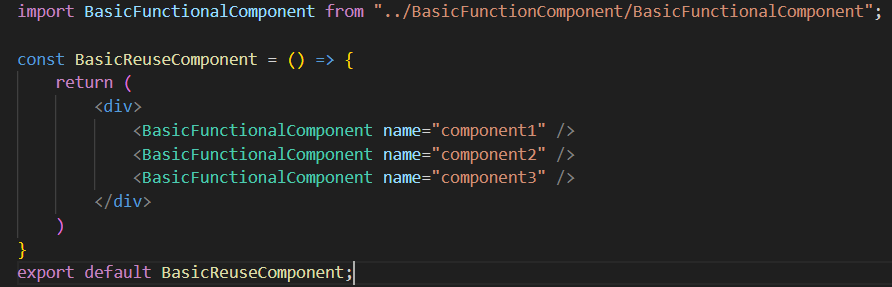 import BasicFunctionalComponent from "../BasicFunctionComponent/BasicFunctionalComponent";
const BasicReuseComponent = () => {
return (
<div>
<BasicFunctionalComponent name="component1" />
<BasicFunctionalComponent name="component2" />
<BasicFunctionalComponent name="component3" />
</div>
)
}
export default BasicReuseComponent;